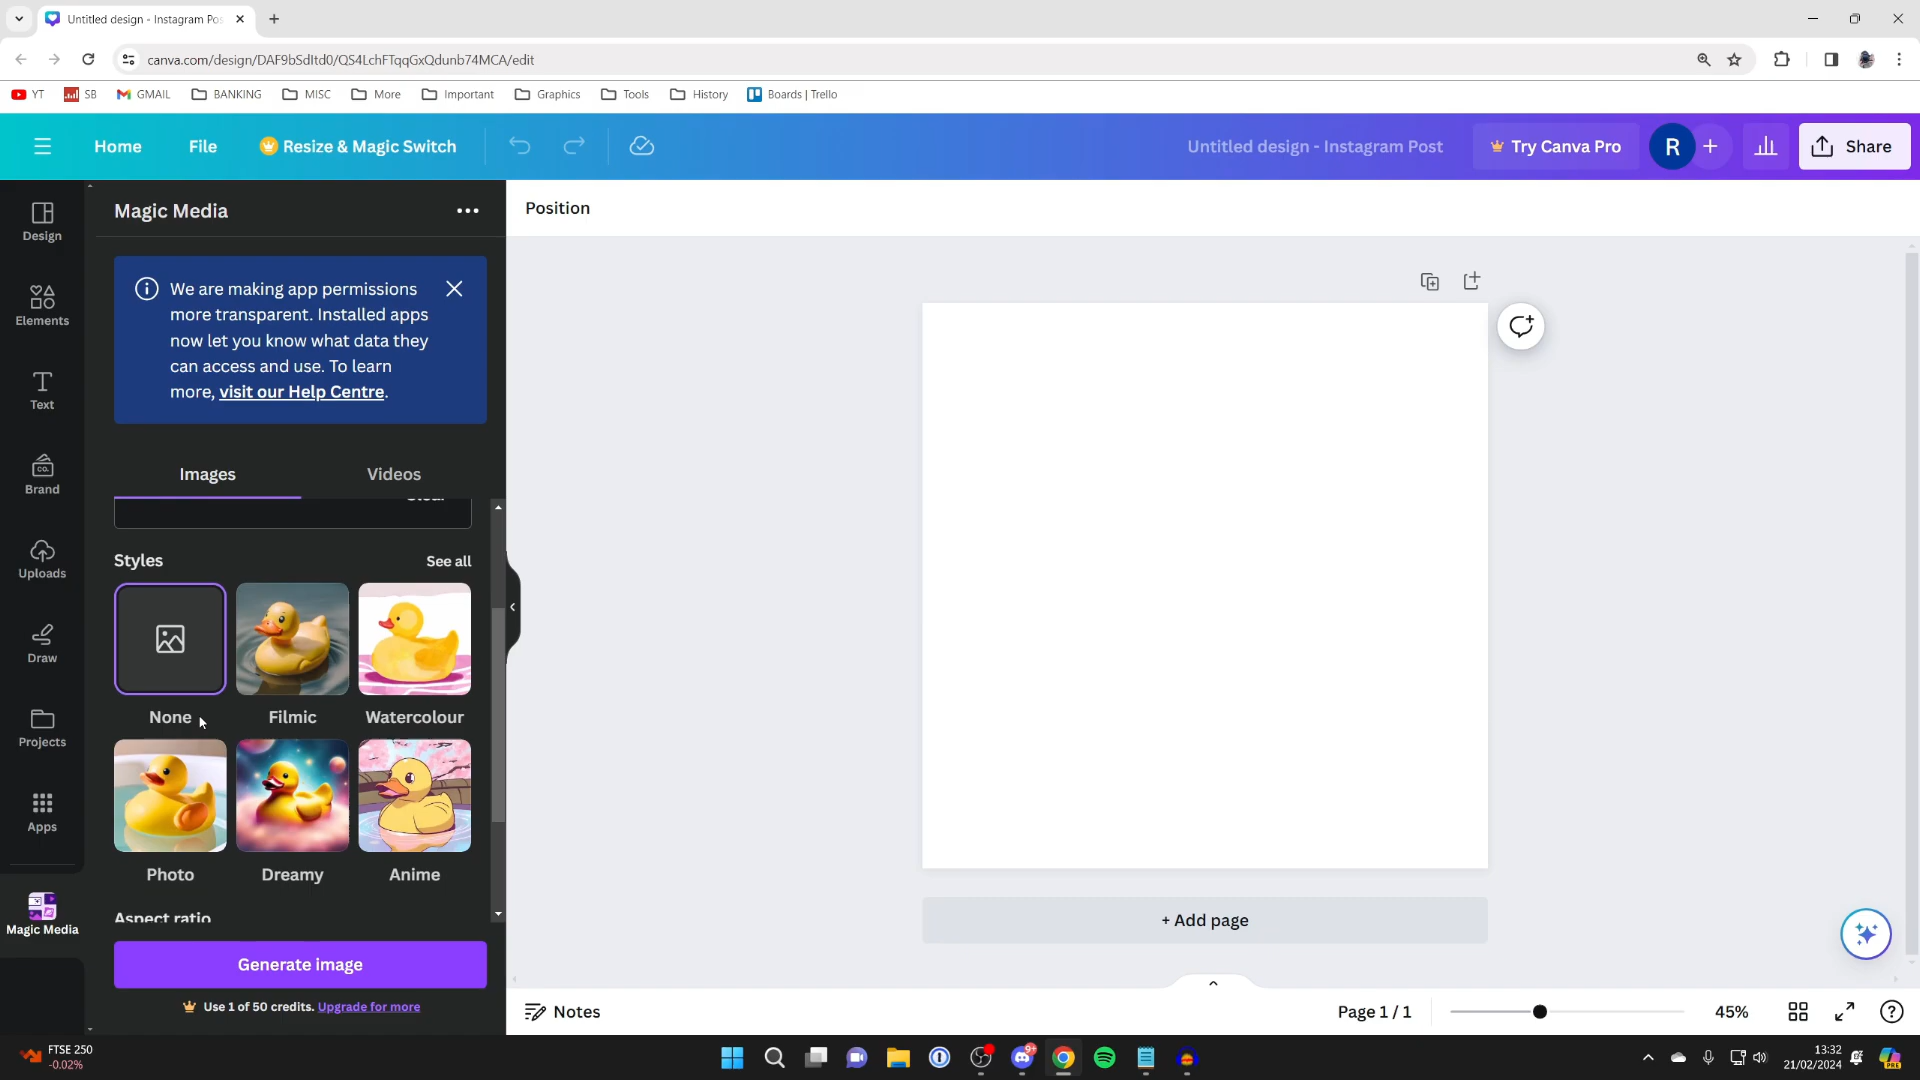 Untitled design - Instagram Pos
canva.com/design/DAF9bSdItd0/QS4LchFTqqGxQdunb74MCA/edit
YT
SB
GMAIL
BANKING
MISC
More
Important
Graphics
Tools
History
Boards | Trello
Home
File
Resize & Magic Switch
Untitled design - Instagram Post
Try Canva Pro
R
Share
Design
Elements
Text
Brand
Uploads
Draw
Projects
Apps
Magic Media
Magic Media
We are making app permissions
more transparent. Installed apps
now let you know what data they
can access and use. To learn
more, visit our Help Centre.
Images
Videos
Clear
Styles
See all
None
Filmic
Watercolour
Photo
Dreamy
Anime
Aspect ratio
Generate image
Use 1 of 50 credits. Upgrade for more
Position
+ Add page
Notes
Page 1 / 1
45%
FTSE 250
-0.02%
9+
13:32
21/02/2024
PRE